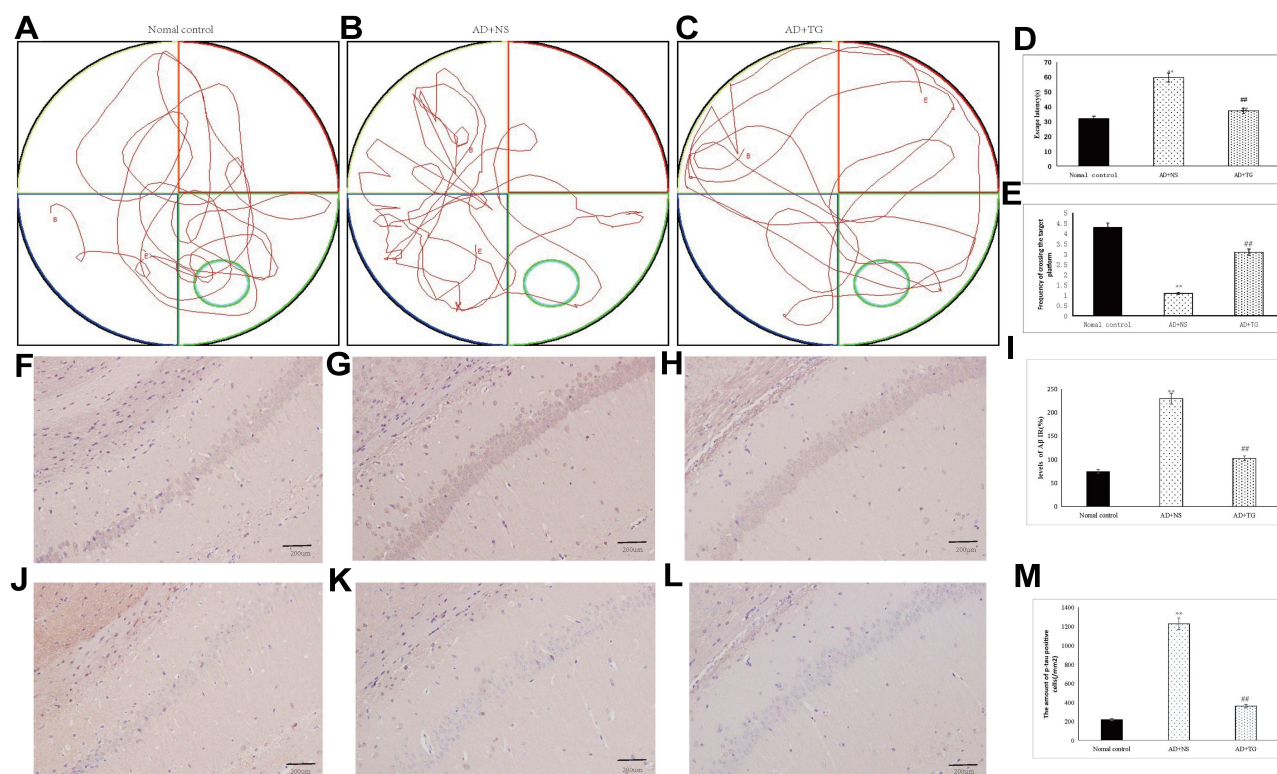 A
Nomal control
B
E
B
AD+NS
B
E
C
AD+TG
E
B
D
Escape latency(s)
70
60
50
40
30
20
10
0
##
Nomal control
AD+NS
AD+TG
E
Frequency of crossing the target
platform
5
4.5
4
3.5
3
2.5
2
1.5
1
0.5
0
**
##
Nomal control
AD+NS
AD+TG
F
200um
G
200um
H
200um
I
levels of Aβ IR(%)
250
200
150
100
50
0
**
##
Nomal control
AD+NS
AD+TG
J
200um
K
200um
L
200um
M
The amount of p-tau positive
cells(/mm2)
1400
1200
1000
800
600
400
200
0
**
##
Nomal control
AD+NS
AD+TG